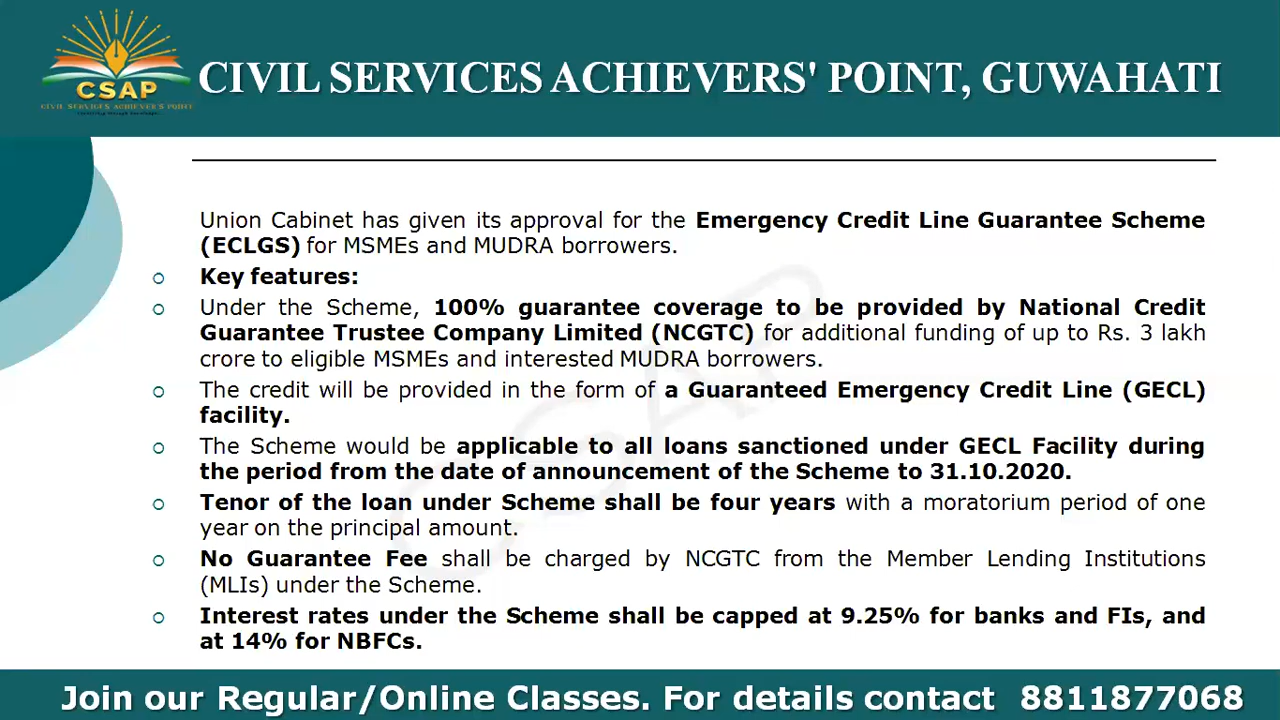 CSAP
CIVIL SERVICES ACHIEVER'S POINT
CIVIL SERVICES ACHIEVERS' POINT, GUWAHATI
Union Cabinet has given its approval for the Emergency Credit Line Guarantee Scheme
(ECLGS) for MSMEs and MUDRA borrowers.
Key features:
Under the Scheme, 100% guarantee coverage to be provided by National Credit
Guarantee Trustee Company Limited (NCGTC) for additional funding of up to Rs. 3 lakh
crore to eligible MSMEs and interested MUDRA borrowers.
The credit will be provided in the form of a Guaranteed Emergency Credit Line (GECL)
facility.
The Scheme would be applicable to all loans sanctioned under GECL Facility during
the period from the date of announcement of the Scheme to 31.10.2020.
Tenor of the loan under Scheme shall be four years with a moratorium period of one
year on the principal amount.
No Guarantee Fee shall be charged by NCGTC from the Member Lending Institutions
(MLIs) under the Scheme.
Interest rates under the Scheme shall be capped at 9.25% for banks and FIs, and
at 14% for NBFCs.
CSAP
Join our Regular/Online Classes. For details contact 8811877068